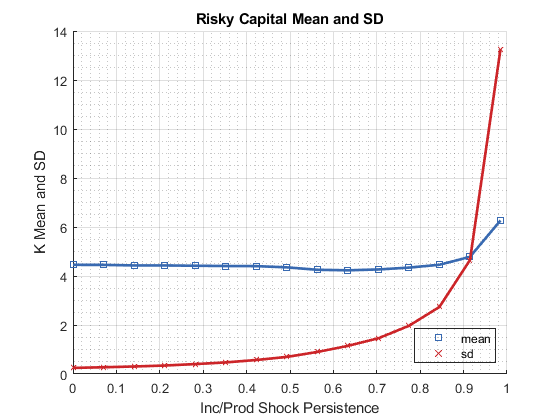 Risky Capital Mean and SD
14
12
10
8
6
4
2
0
K Mean and SD
0 0.1 0.2 0.3 0.4 0.5 0.6 0.7 0.8 0.9 1
Inc/Prod Shock Persistence
mean
sd